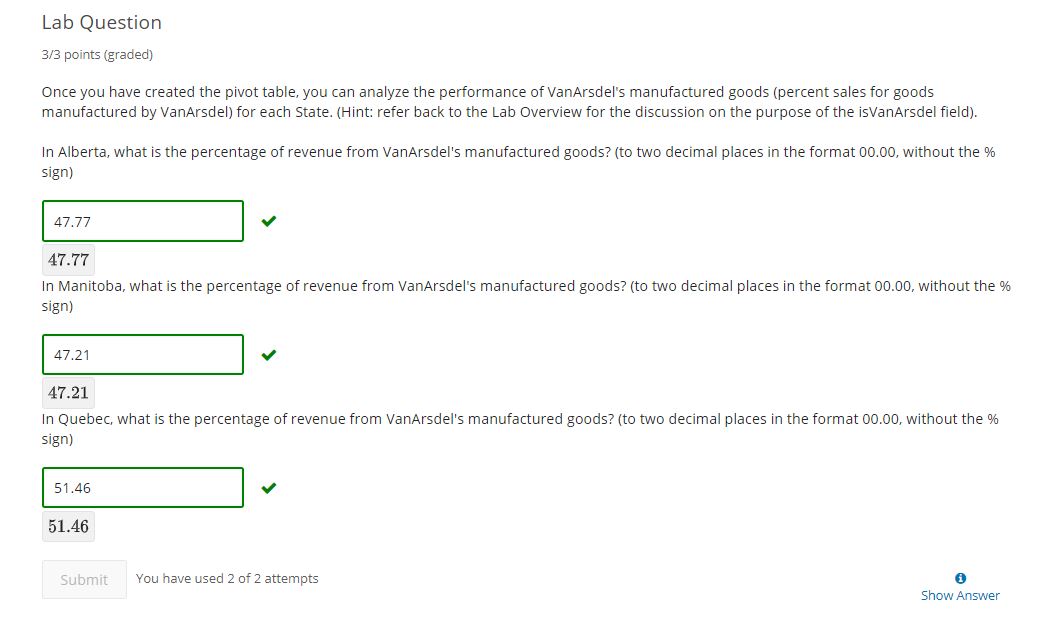 Lab Question
3/3 points (graded)
Once you have created the pivot table, you can analyze the performance of VanArsdel's manufactured goods (percent sales for goods
manufactured by VanArsdel) for each State. (Hint: refer back to the Lab Overview for the discussion on the purpose of the isVanArsdel field).
In Alberta, what is the percentage of revenue from VanArsdel's manufactured goods? (to two decimal places in the format 00.00, without the %
sign)
47.77
47.77
In Manitoba, what is the percentage of revenue from VanArsdel's manufactured goods? (to two decimal places in the format 00.00, without the %
sign)
47.21
47.21
In Quebec, what is the percentage of revenue from VanArsdel's manufactured goods? (to two decimal places in the format 00.00, without the %
sign)
51.46
51.46
Submit You have used 2 of 2 attempts
Show Answer